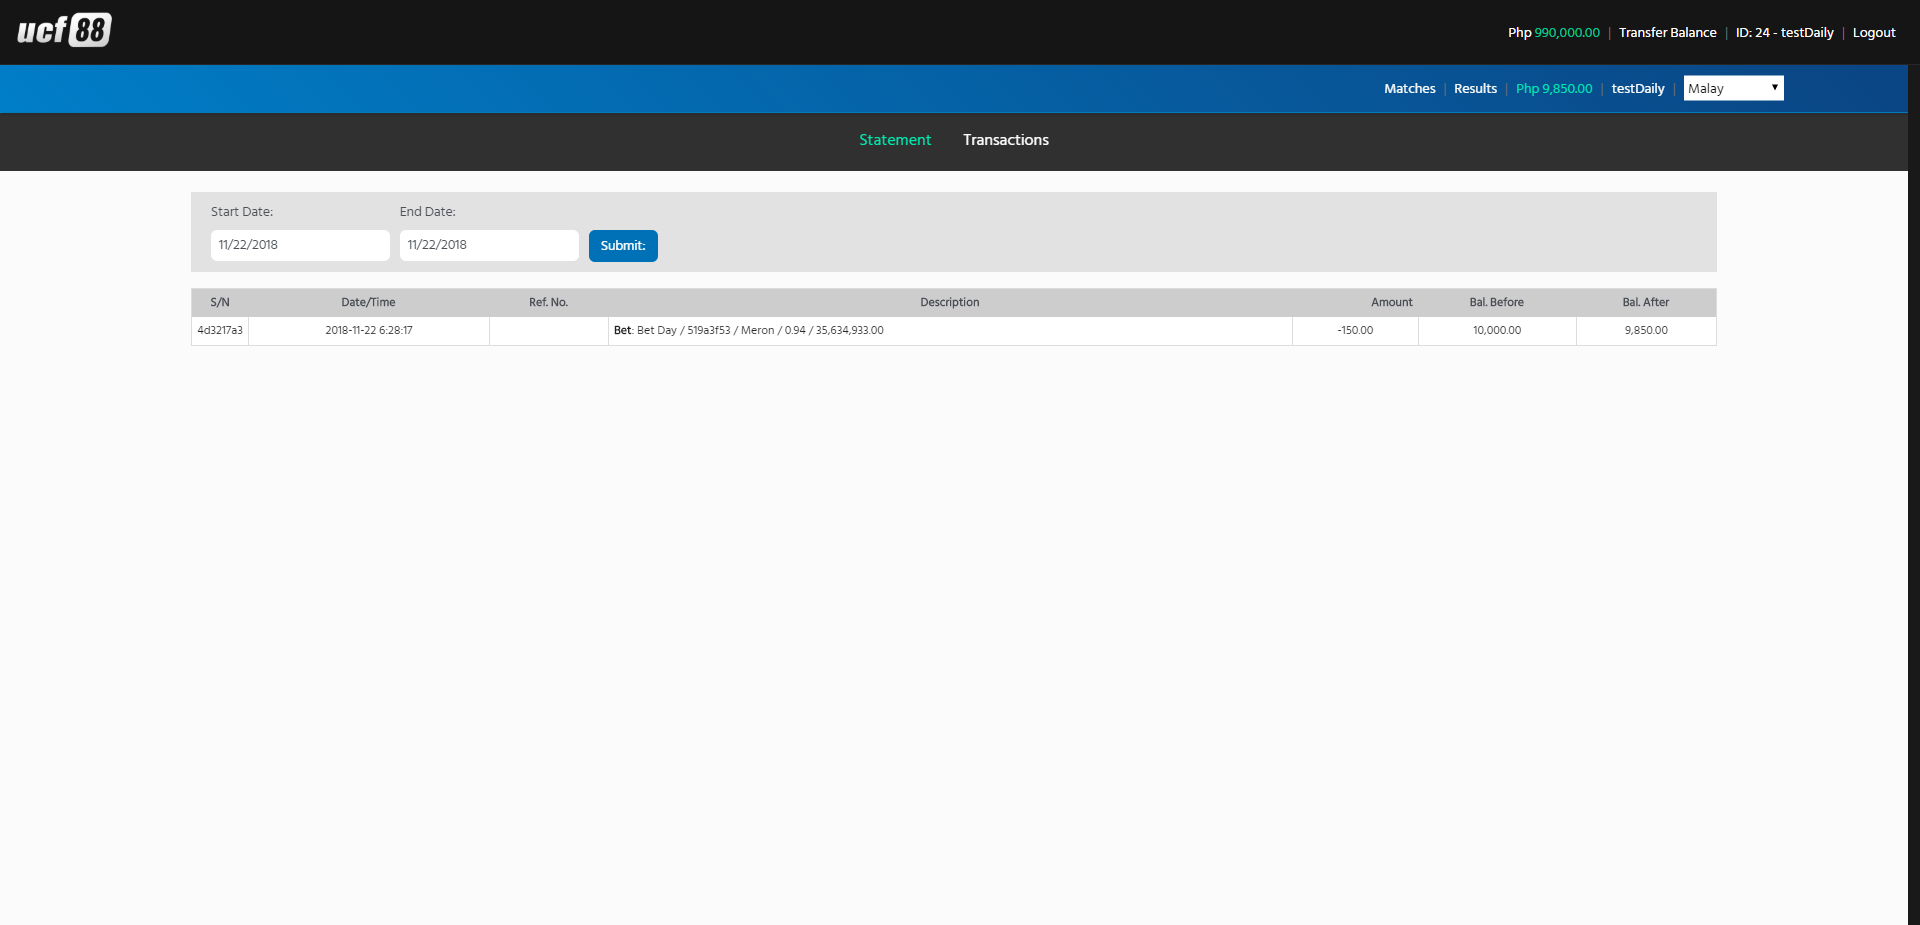 ucf 88
Php 990,000.00 | Transfer Balance | ID: 24 - testDaily | Logout
Matches | Results | Php 9,850.00 | testDaily | Malay
Statement Transactions
Start Date: End Date:
11/22/2018 11/22/2018 Submit:
S/N Date/Time Ref. No. Description Amount Bal. Before Bal. After
4d3217a3 2018-11-22 6:28:17 Bet: Bet Day / 519a3f53 / Meron / 0.94 / 35,634,933.00 -150.00 10,000.00 9,850.00